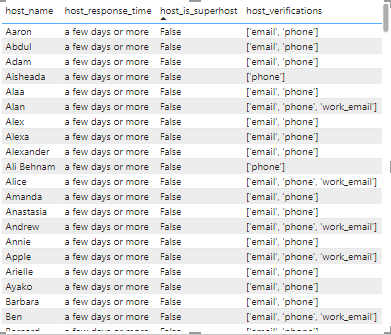 host_name host_response_time host_is_superhost host_verifications
Aaron a few days or more False ['email', 'phone']
Abdul a few days or more False ['email', 'phone']
Adam a few days or more False ['email', 'phone']
Aisheada a few days or more False ['phone']
Alaa a few days or more False ['email', 'phone']
Alan a few days or more False ['email', 'phone', 'work_email']
Alex a few days or more False ['email', 'phone']
Alexa a few days or more False ['email', 'phone']
Alexander a few days or more False ['email', 'phone']
Ali Behnam a few days or more False ['phone']
Alice a few days or more False ['email', 'phone', 'work_email']
Amanda a few days or more False ['email', 'phone']
Anastasia a few days or more False ['email', 'phone']
Andrew a few days or more False ['email', 'phone', 'work_email']
Annie a few days or more False ['email', 'phone']
Apple a few days or more False ['email', 'phone', 'work_email']
Arielle a few days or more False ['email', 'phone']
Ayako a few days or more False ['email', 'phone']
Barbara a few days or more False ['email', 'phone']
Ben a few days or more False ['email', 'phone', 'work_email']